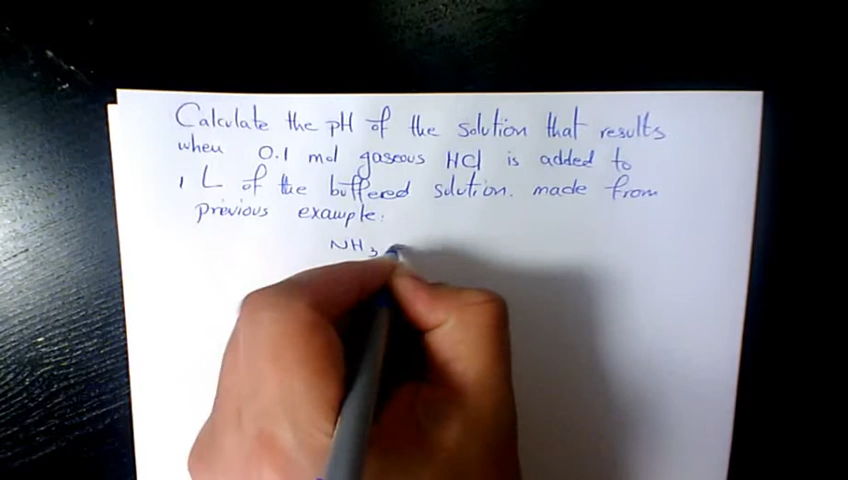 Calculate the pH of the solution that results
when 0.1 mol gaseous HCl is added to
1 L of the buffered solution. made from
previous example.
NH3